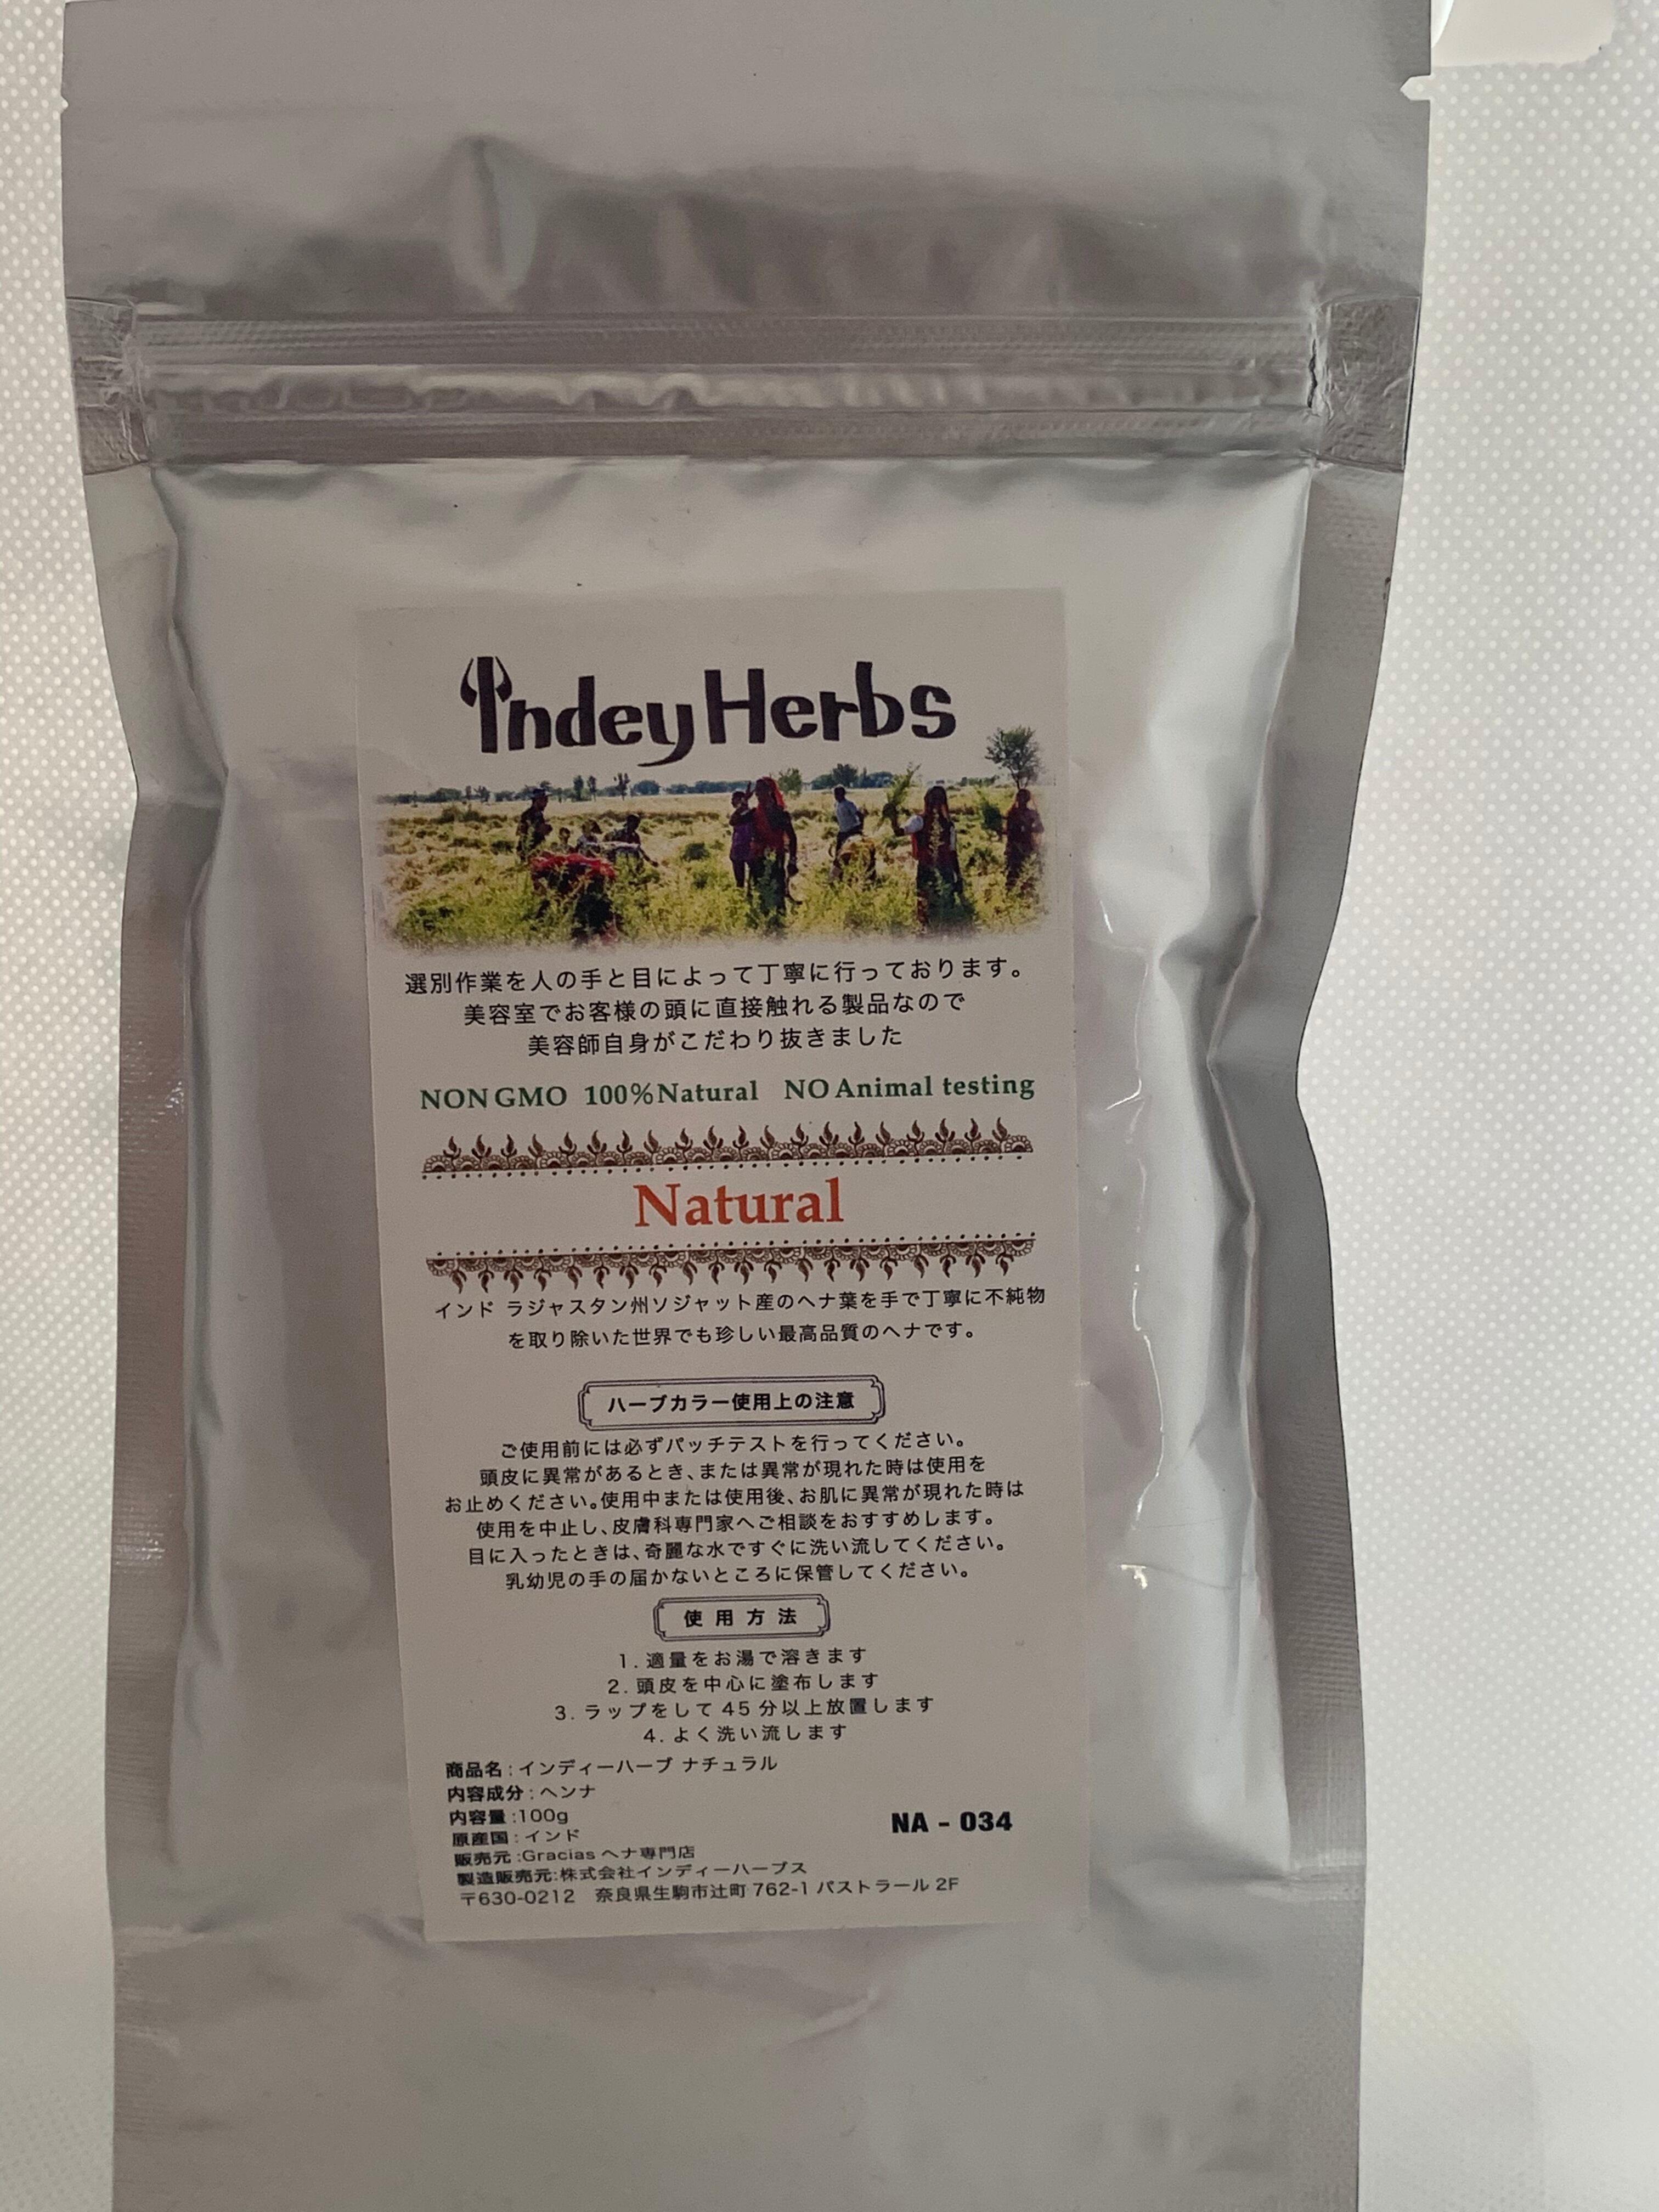 Indey Herbs
選別作業を人の手と目によって丁寧に行っております。
美容室でお客様の頭に直接触れる製品なので
美容師自身がこだわり抜きました
NON GMO 100%Natural NO Animal testing
Natural
インド ラジャスタン州ソジャット産のヘナ葉を手で丁寧に不純物
を取り除いた世界でも珍しい最高品質のヘナです。
ハーブカラー使用上の注意
ご使用前には必ずパッチテストを行ってください。
頭皮に異常があるとき、または異常が現れた時は使用を
お止めください。使用中または使用後、お肌に異常が現れた時は
使用を中止し、皮膚科専門家へご相談をおすすめします。
目に入ったときは、奇麗な水ですぐに洗い流してください。
乳幼児の手の届かないところに保管してください。
使用方法
1. 適量をお湯で溶きます
2. 頭皮を中心に塗布します
3. ラップをして 45 分以上放置します
4. よく洗い流します
商品名 : インディーハーブ ナチュラル
内容成分 : ヘンナ
内容量 :100g
原産国 : インド
NA - 034
販売元 :Gracias ヘナ専門店
製造販売元:株式会社インディーハーブス
〒630-0212 奈良県生駒市辻町 762-1 パストラール 2F